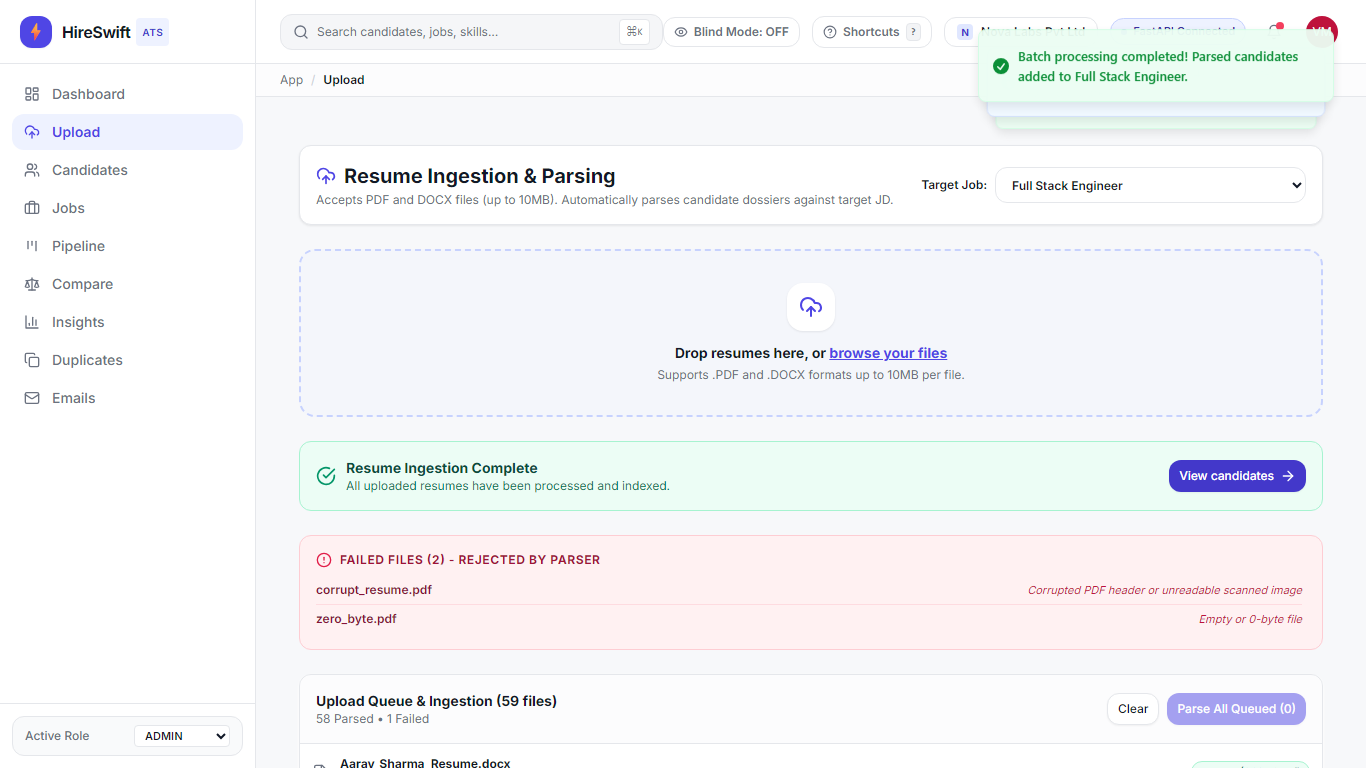 HireSwift ATS
Search candidates, jobs, skills...
⌘K
Blind Mode: OFF
Shortcuts ?
N
Batch processing completed! Parsed candidates
added to Full Stack Engineer.
App / Upload
Dashboard
Upload
Candidates
Jobs
Pipeline
Compare
Insights
Duplicates
Emails
Active Role
ADMIN
Resume Ingestion & Parsing
Accepts PDF and DOCX files (up to 10MB). Automatically parses candidate dossiers against target JD.
Target Job:
Full Stack Engineer
Drop resumes here, or browse your files
Supports .PDF and .DOCX formats up to 10MB per file.
Resume Ingestion Complete
All uploaded resumes have been processed and indexed.
View candidates
FAILED FILES (2) - REJECTED BY PARSER
corrupt_resume.pdf
Corrupted PDF header or unreadable scanned image
zero_byte.pdf
Empty or 0-byte file
Upload Queue & Ingestion (59 files)
58 Parsed • 1 Failed
Clear
Parse All Queued (0)
Aarav_Sharma_Resume.docx